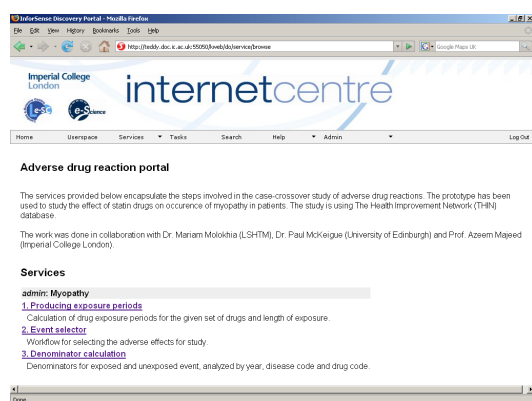 InforSense Discovery Portal - Mozilla Firefox
File Edit View History Bookmarks Tools Help
http://teddy.doc.ic.ac.uk:55050/kweb/do/service/browse
Google Maps UK
Imperial College
London
internetcentre
Lesc
e-Science
Home Userspace Services Tasks Search Help Admin Log Out
Adverse drug reaction portal
The services provided below encapsulate the steps involved in the case-crossover study of adverse drug reactions. The prototype has been
used to study the effect of statin drugs on occurence of myopathy in patients. The study is using The Health Improvement Network (THIN)
database.
The work was done in collaboration with Dr. Mariam Molokhia (LSHTM), Dr. Paul McKeigue (University of Edinburgh) and Prof. Azeem Majeed
(Imperial College London).
Services
admin: Myopathy
1. Producing exposure periods
Calculation of drug exposure periods for the given set of drugs and length of exposure.
2. Event selector
Workflow for selecting the adverse effects for study.
3. Denominator calculation
Denominators for exposed and unexposed event, analyzed by year, disease code and drug code.
Done